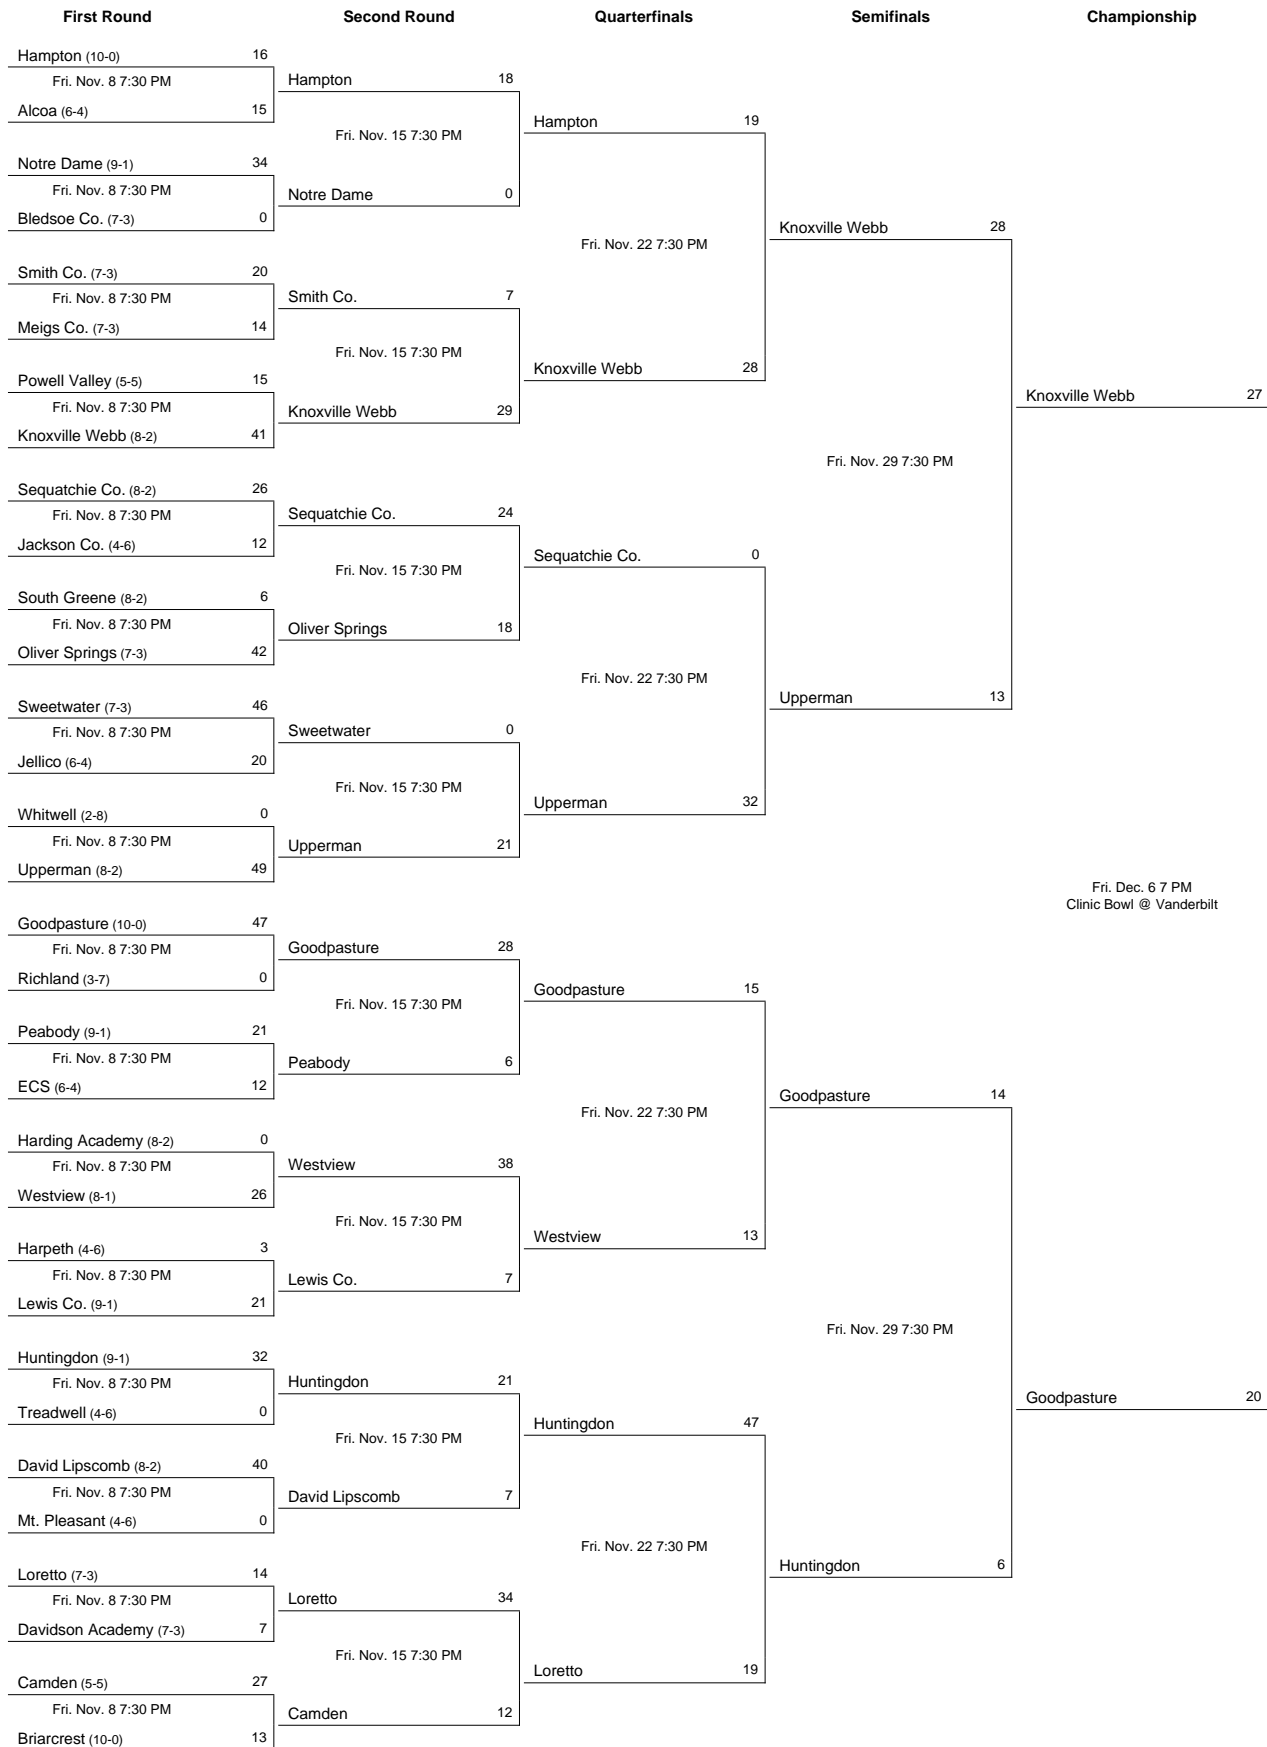 First Round
Second Round
Quarterfinals
Semifinals
Championship
Hampton (10-0) 16
Fri. Nov. 8 7:30 PM
Alcoa (6-4) 15
Notre Dame (9-1) 34
Fri. Nov. 8 7:30 PM
Bledsoe Co. (7-3) 0
Smith Co. (7-3) 20
Fri. Nov. 8 7:30 PM
Meigs Co. (7-3) 14
Powell Valley (5-5) 15
Fri. Nov. 8 7:30 PM
Knoxville Webb (8-2) 41
Sequatchie Co. (8-2) 26
Fri. Nov. 8 7:30 PM
Jackson Co. (4-6) 12
South Greene (8-2) 6
Fri. Nov. 8 7:30 PM
Oliver Springs (7-3) 42
Sweetwater (7-3) 46
Fri. Nov. 8 7:30 PM
Jellico (6-4) 20
Whitwell (2-8) 0
Fri. Nov. 8 7:30 PM
Upperman (8-2) 49
Goodpasture (10-0) 47
Fri. Nov. 8 7:30 PM
Richland (3-7) 0
Peabody (9-1) 21
Fri. Nov. 8 7:30 PM
ECS (6-4) 12
Harding Academy (8-2) 0
Fri. Nov. 8 7:30 PM
Westview (8-1) 26
Harpeth (4-6) 3
Fri. Nov. 8 7:30 PM
Lewis Co. (9-1) 21
Huntingdon (9-1) 32
Fri. Nov. 8 7:30 PM
Treadwell (4-6) 0
David Lipscomb (8-2) 40
Fri. Nov. 8 7:30 PM
Mt. Pleasant (4-6) 0
Loretto (7-3) 14
Fri. Nov. 8 7:30 PM
Davidson Academy (7-3) 7
Camden (5-5) 27
Fri. Nov. 8 7:30 PM
Briarcrest (10-0) 13
Hampton 18
Fri. Nov. 15 7:30 PM
Notre Dame 0
Smith Co. 7
Fri. Nov. 15 7:30 PM
Knoxville Webb 29
Sequatchie Co. 24
Fri. Nov. 15 7:30 PM
Oliver Springs 18
Sweetwater 0
Fri. Nov. 15 7:30 PM
Upperman 21
Goodpasture 28
Fri. Nov. 15 7:30 PM
Peabody 6
Westview 38
Fri. Nov. 15 7:30 PM
Lewis Co. 7
Huntingdon 21
Fri. Nov. 15 7:30 PM
David Lipscomb 7
Loretto 34
Fri. Nov. 15 7:30 PM
Camden 12
Hampton 19
Fri. Nov. 22 7:30 PM
Knoxville Webb 28
Sequatchie Co. 0
Fri. Nov. 22 7:30 PM
Upperman 32
Goodpasture 15
Fri. Nov. 22 7:30 PM
Westview 13
Huntingdon 47
Fri. Nov. 22 7:30 PM
Loretto 19
Knoxville Webb 28
Fri. Nov. 29 7:30 PM
Upperman 13
Goodpasture 14
Fri. Nov. 29 7:30 PM
Huntingdon 6
Knoxville Webb 27
Fri. Dec. 6 7 PM
Clinic Bowl @ Vanderbilt
Goodpasture 20